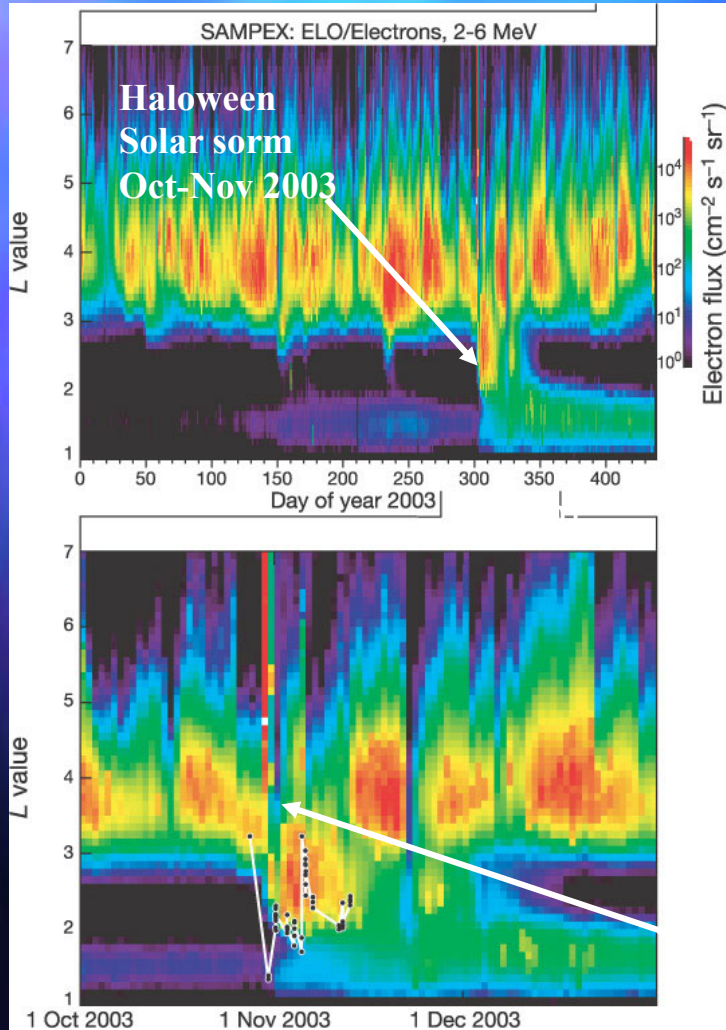 SAMPEX: ELO/Electrons, 2-6 MeV
Haloween
Solar sorm
Oct-Nov 2003
7
6
5
4
3
2
1
L value
0 50 100 150 200 250 300 350 400
Day of year 2003
10⁴
10³
10²
10¹
10⁰
Electron flux (cm⁻² s⁻¹ sr⁻¹)
7
6
5
4
3
2
1
L value
1 Oct 2003 1 Nov 2003 1 Dec 2003